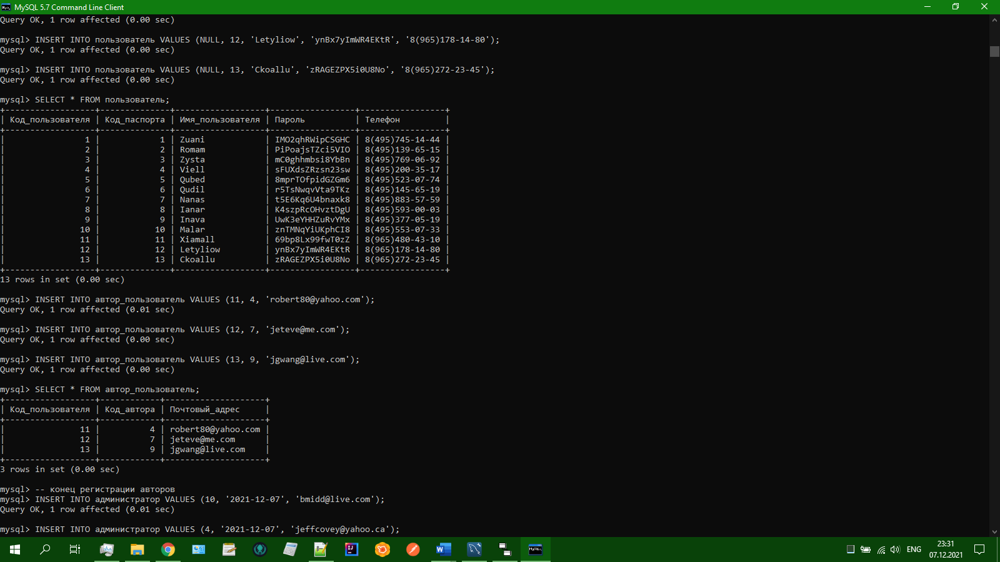 MySQL 5.7 Command Line Client
Query OK, 1 row affected (0.00 sec)
mysql> INSERT INTO пользователь VALUES (NULL, 12, 'Letyliow', 'ynBx7yImWR4EKtR', '8(965)178-14-80');
Query OK, 1 row affected (0.00 sec)
mysql> INSERT INTO пользователь VALUES (NULL, 13, 'Ckoallu', 'zRAGEZPX5i0U8No', '8(965)272-23-45');
Query OK, 1 row affected (0.00 sec)
mysql> SELECT * FROM пользователь;
+------------------+--------------+------------------+-----------------+-----------------+
| Код_пользователя | Код_паспорта | Имя_пользователя | Пароль          | Телефон         |
+------------------+--------------+------------------+-----------------+-----------------+
|                1 |            1 | Zuani            | IMO2qhRWipCSGHC | 8(495)745-14-44 |
|                2 |            2 | Romam            | PiPoajsTZci5VIO | 8(495)139-65-15 |
|                3 |            3 | Zysta            | mC0ghhmbsi8YbBn | 8(495)769-06-92 |
|                4 |            4 | Viell            | sFUXdsZRzsn23sw | 8(495)200-35-17 |
|                5 |            5 | Qubed            | 8mprTOfpidGZGm6 | 8(495)523-07-74 |
|                6 |            6 | Qudil            | r5TsNwqvVta9TKz | 8(495)145-65-19 |
|                7 |            7 | Nanas            | t5E6Kq6U4bnaxk8 | 8(495)883-57-59 |
|                8 |            8 | Ianar            | K4szpRcOHvztDgU | 8(495)593-00-03 |
|                9 |            9 | Inava            | UwK3eYHHZuRvYMx | 8(495)377-05-19 |
|               10 |           10 | Malar            | znTMNqYiUKphCI8 | 8(495)553-07-33 |
|               11 |           11 | Xiamall          | 69bp8Lx99fwT0zZ | 8(965)480-43-10 |
|               12 |           12 | Letyliow         | ynBx7yImWR4EKtR | 8(965)178-14-80 |
|               13 |           13 | Ckoallu          | zRAGEZPX5i0U8No | 8(965)272-23-45 |
+------------------+--------------+------------------+-----------------+-----------------+
13 rows in set (0.00 sec)
mysql> INSERT INTO автор_пользователь VALUES (11, 4, 'robert80@yahoo.com');
Query OK, 1 row affected (0.01 sec)
mysql> INSERT INTO автор_пользователь VALUES (12, 7, 'jeteve@me.com');
Query OK, 1 row affected (0.00 sec)
mysql> INSERT INTO автор_пользователь VALUES (13, 9, 'jgwang@live.com');
Query OK, 1 row affected (0.00 sec)
mysql> SELECT * FROM автор_пользователь;
+------------------+------------+--------------------+
| Код_пользователя | Код_автора | Почтовый_адрес     |
+------------------+------------+--------------------+
|               11 |          4 | robert80@yahoo.com |
|               12 |          7 | jeteve@me.com      |
|               13 |          9 | jgwang@live.com    |
+------------------+------------+--------------------+
3 rows in set (0.00 sec)
mysql> -- конец регистрации авторов
mysql> INSERT INTO администратор VALUES (10, '2021-12-07', 'bmidd@live.com');
Query OK, 1 row affected (0.01 sec)
mysql> INSERT INTO администратор VALUES (4, '2021-12-07', 'jeffcovey@yahoo.ca');
ENG
23:31
07.12.2021